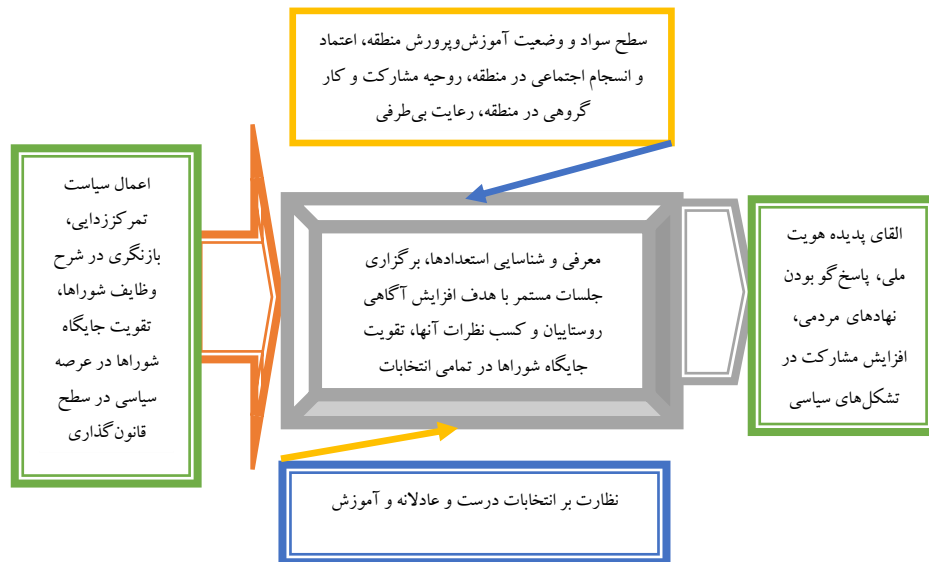 سطح سواد و وضعیت آموزش‌وپرورش منطقه، اعتماد
و انسجام اجتماعی در منطقه، روحیه مشارکت و کار
گروهی در منطقه، رعایت بی‌طرفی
اعمال سیاست
تمرکززدایی،
بازنگری در شرح
وظایف شوراها،
تقویت جایگاه
شوراها در عرصه
سیاسی در سطح
قانون‌گذاری
معرفی و شناسایی استعدادها، برگزاری
جلسات مستمر با هدف افزایش آگاهی
روستاییان و کسب نظرات آنها، تقویت
جایگاه شوراها در تمامی انتخابات
القای پدیده هویت
ملی، پاسخ‌گو بودن
نهادهای مردمی،
افزایش مشارکت در
تشکل‌های سیاسی
نظارت بر انتخابات درست و عادلانه و آموزش